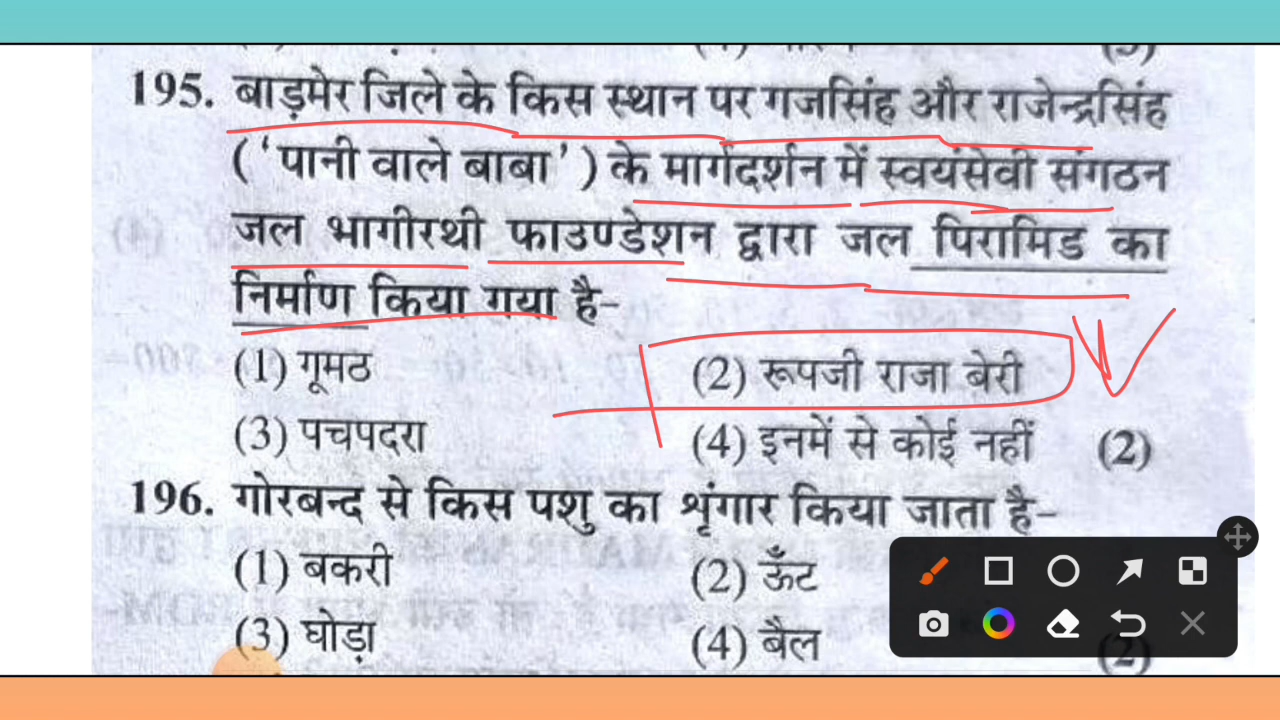 195. बाड़मेर जिले के किस स्थान पर गजसिंह और राजेन्द्रसिंह
('पानी वाले बाबा') के मार्गदर्शन में स्वयंसेवी संगठन
जल भागीरथी फाउण्डेशन द्वारा जल पिरामिड का
निर्माण किया गया है-
(1) गूमठ (2) रूपजी राजा बेरी
(3) पचपदरा (4) इनमें से कोई नहीं (2)
196. गोरबन्द से किस पशु का शृंगार किया जाता है-
(1) बकरी (2) ऊँट
(3) घोड़ा (4) बैल (2)